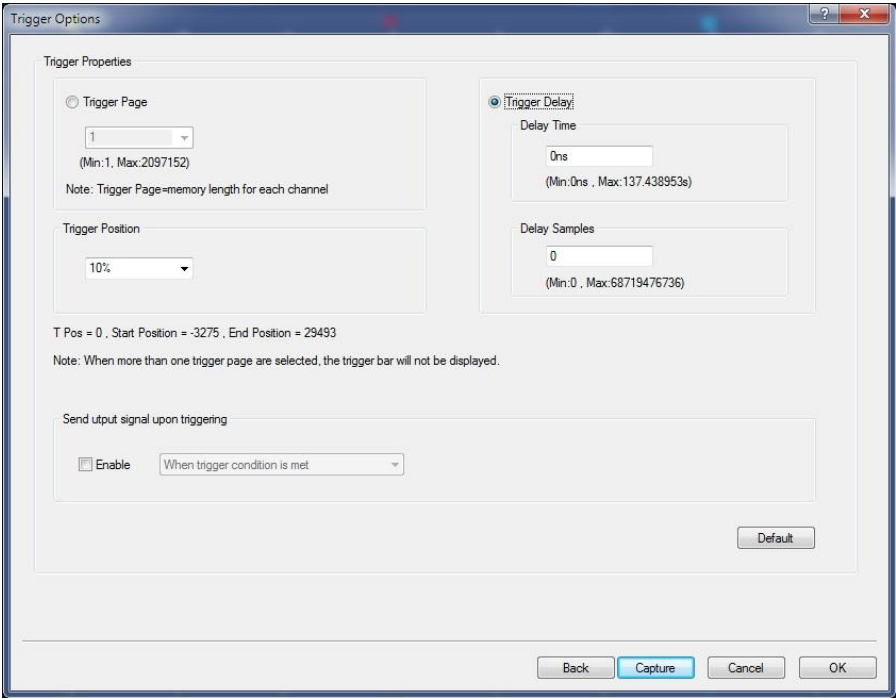 Trigger Options
Trigger Properties
Trigger Page
1
(Min:1, Max:2097152)
Note: Trigger Page=memory length for each channel
Trigger Position
10%
Trigger Delay
Delay Time
0ns
(Min:0ns , Max:137.438953s)
Delay Samples
0
(Min:0 , Max:68719476736)
T Pos = 0 , Start Position = -3275 , End Position = 29493
Note: When more than one trigger page are selected, the trigger bar will not be displayed.
Send utput signal upon triggering
Enable
When trigger condition is met
Default
Back
Capture
Cancel
OK